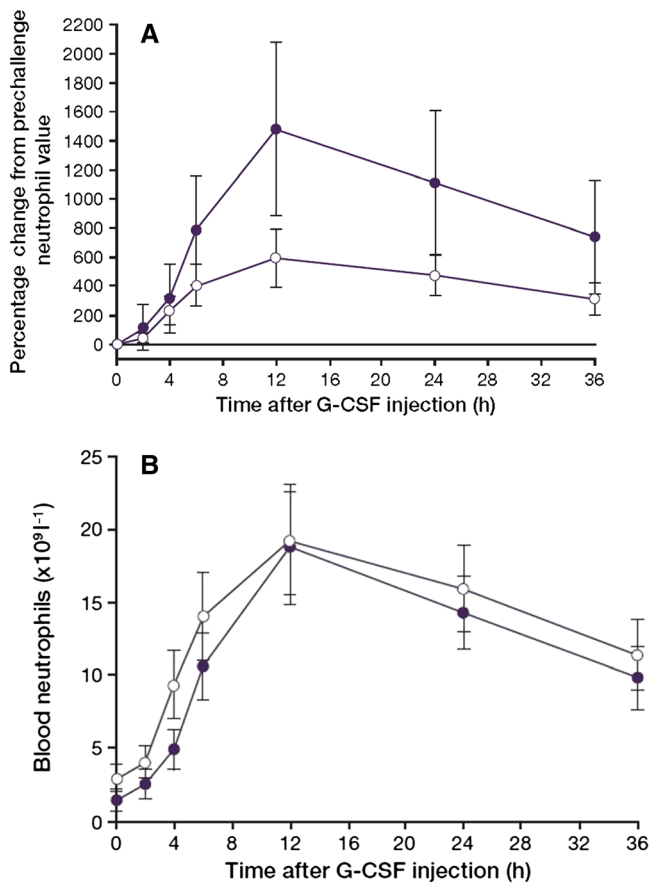 A
Percentage change from prechallenge
neutrophil value
2200
2000
1800
1600
1400
1200
1000
800
600
400
200
0
0 4 8 12 16 20 24 28 32 36
Time after G-CSF injection (h)
B
Blood neutrophils (x10⁹ l⁻¹)
25
20
15
10
5
0
0 4 8 12 16 20 24 28 32 36
Time after G-CSF injection (h)